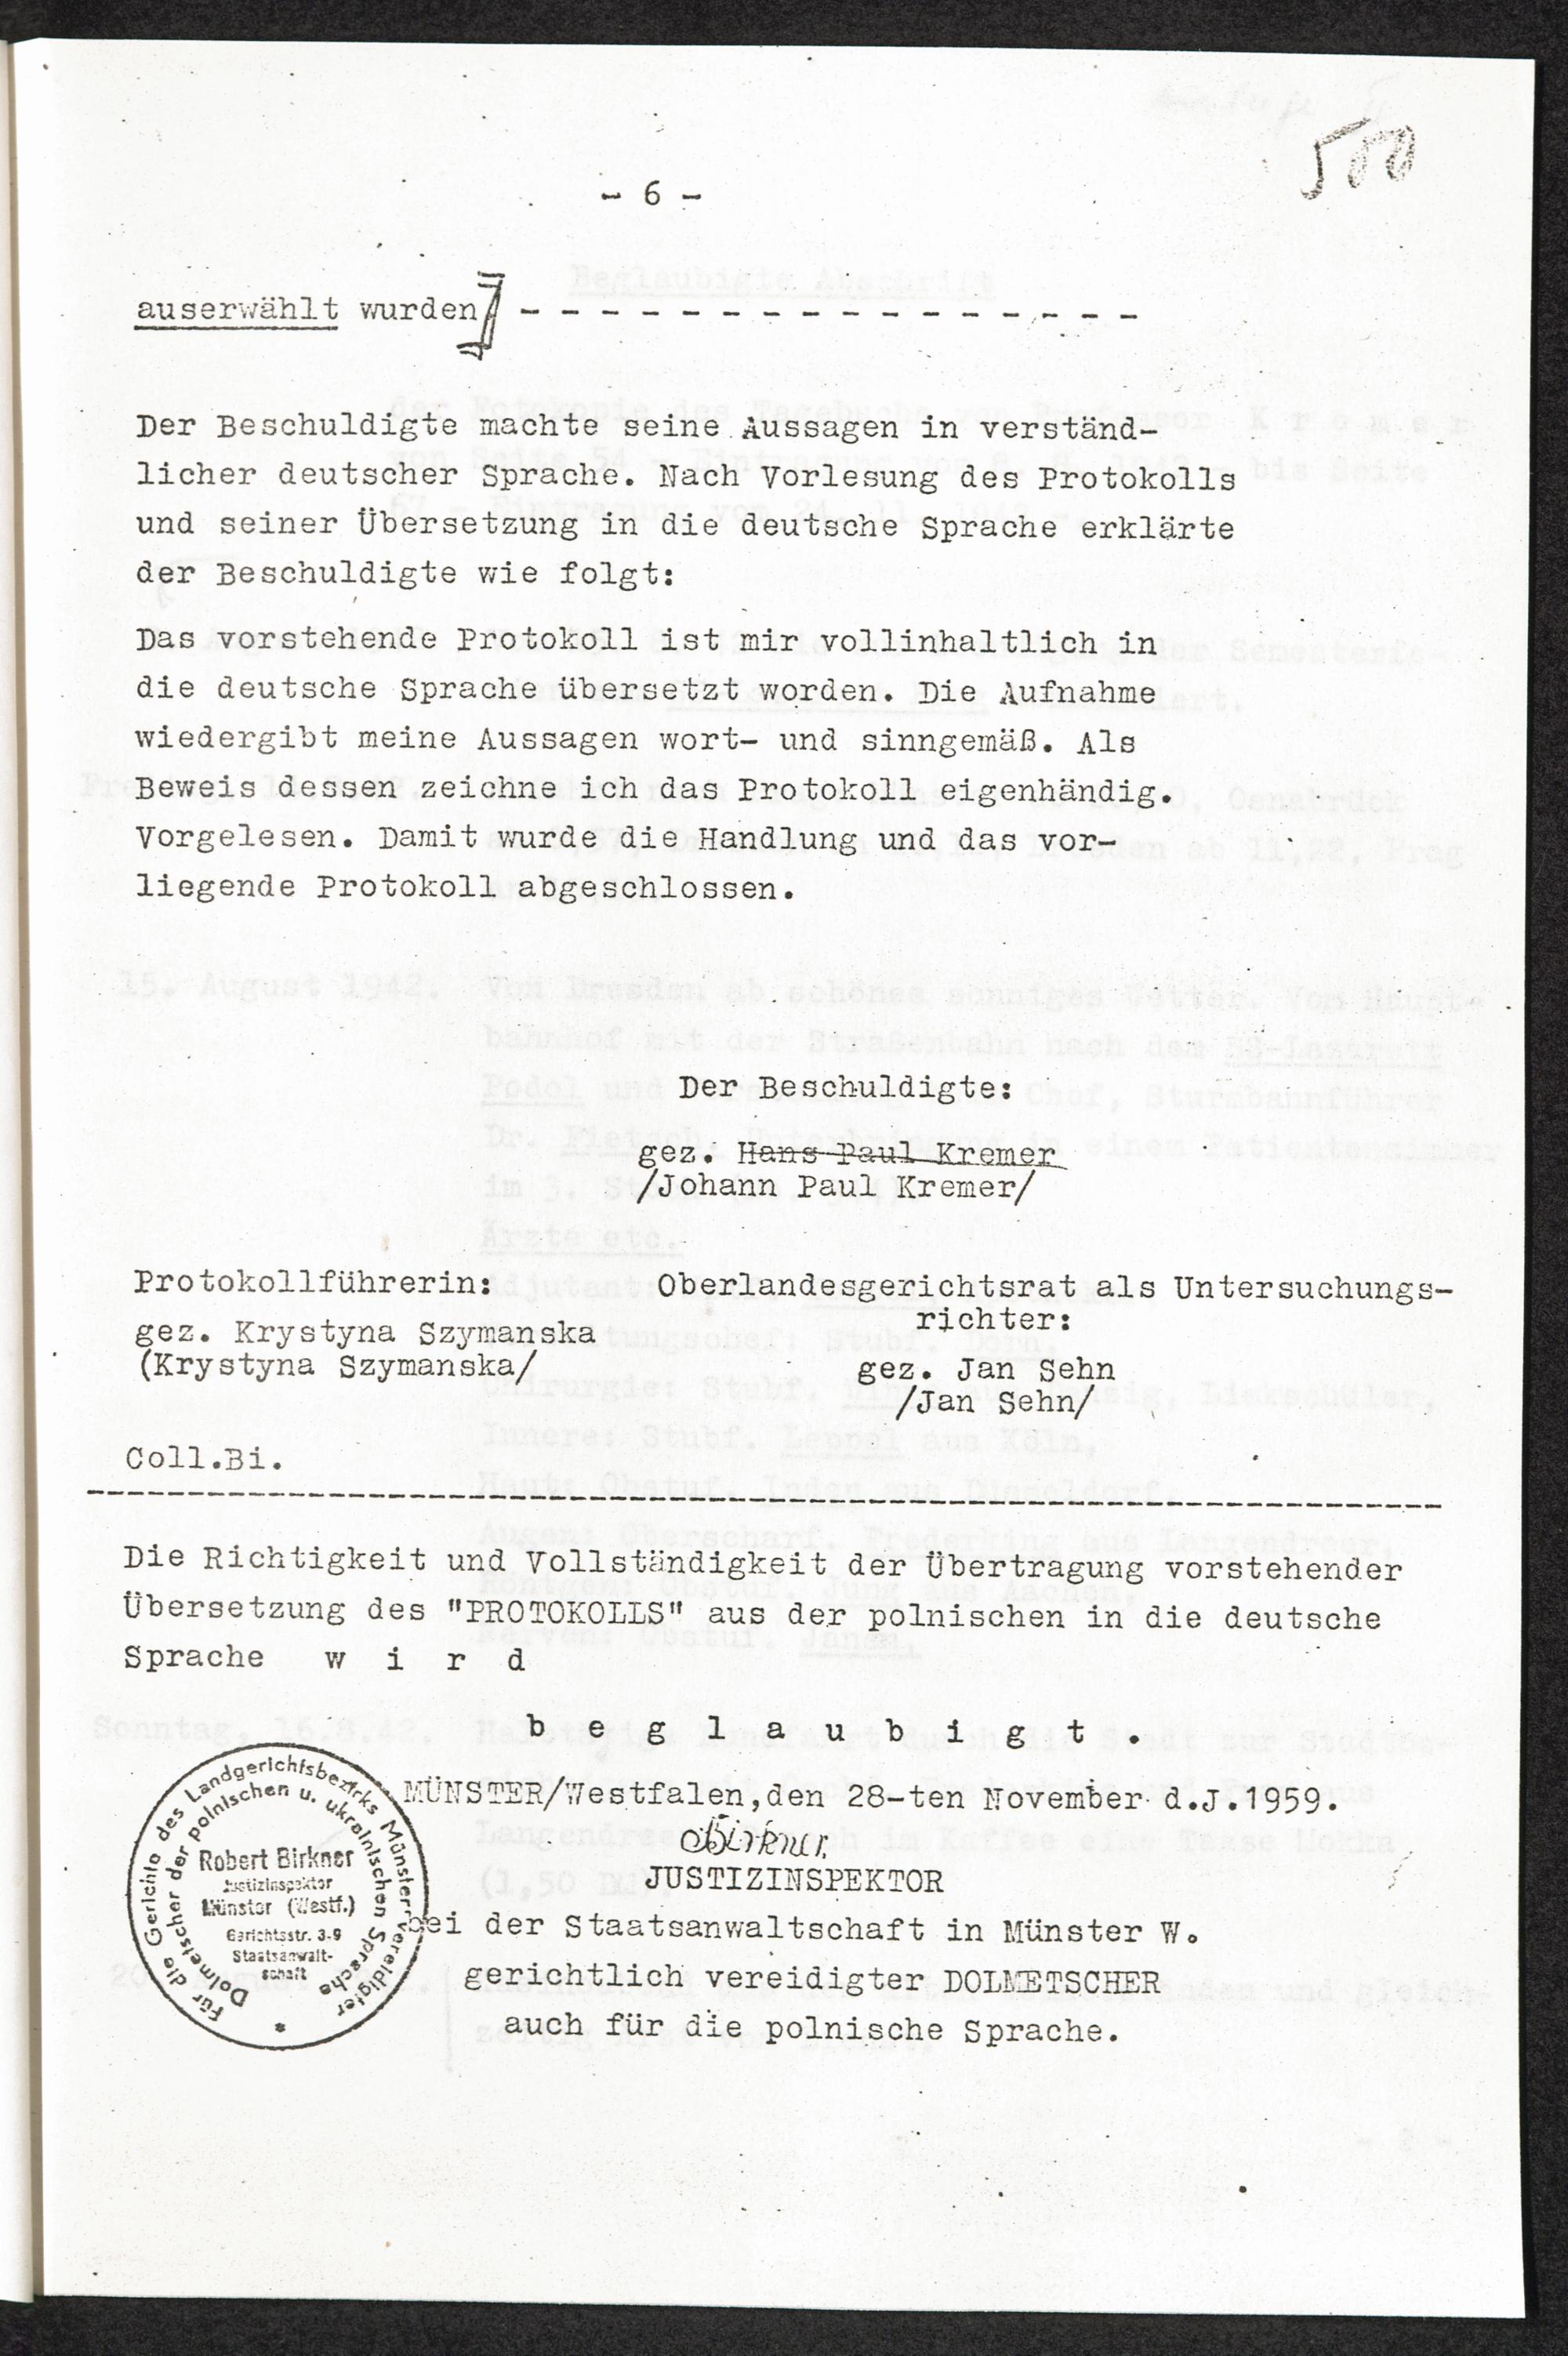 500
- 6 -
auserwählt wurden - - - - - - - - - - - - - - - -
Der Beschuldigte machte seine Aussagen in verständ-
licher deutscher Sprache. Nach Vorlesung des Protokolls
und seiner Übersetzung in die deutsche Sprache erklärte
der Beschuldigte wie folgt:
Das vorstehende Protokoll ist mir vollinhaltlich in
die deutsche Sprache übersetzt worden. Die Aufnahme
wiedergibt meine Aussagen wort- und sinngemäß. Als
Beweis dessen zeichne ich das Protokoll eigenhändig.
Vorgelesen. Damit wurde die Handlung und das vor-
liegende Protokoll abgeschlossen.
Der Beschuldigte:
gez. Hans Paul Kremer
/Johann Paul Kremer/
Protokollführerin:
gez. Krystyna Szymanska
(Krystyna Szymanska/
Oberlandesgerichtsrat als Untersuchungs-
richter:
gez. Jan Sehn
/Jan Sehn/
Coll.Bi.
Die Richtigkeit und Vollständigkeit der Übertragung vorstehender
Übersetzung des "PROTOKOLLS" aus der polnischen in die deutsche
Sprache w i r d
b e g l a u b i g t .
MÜNSTER/Westfalen,den 28-ten November d.J.1959.
Birkner
JUSTIZINSPEKTOR
bei der Staatsanwaltschaft in Münster W.
gerichtlich vereidigter DOLMETSCHER
auch für die polnische Sprache.
Für die Gerichte des Landgerichtsbezirks Münster vereidigter
Dolmetscher der polnischen u. ukrainischen Sprache
Robert Birkner
Justizinspektor
Münster (Westf.)
Gerichtsstr. 3-9
Staatsanwalt-
schaft
*